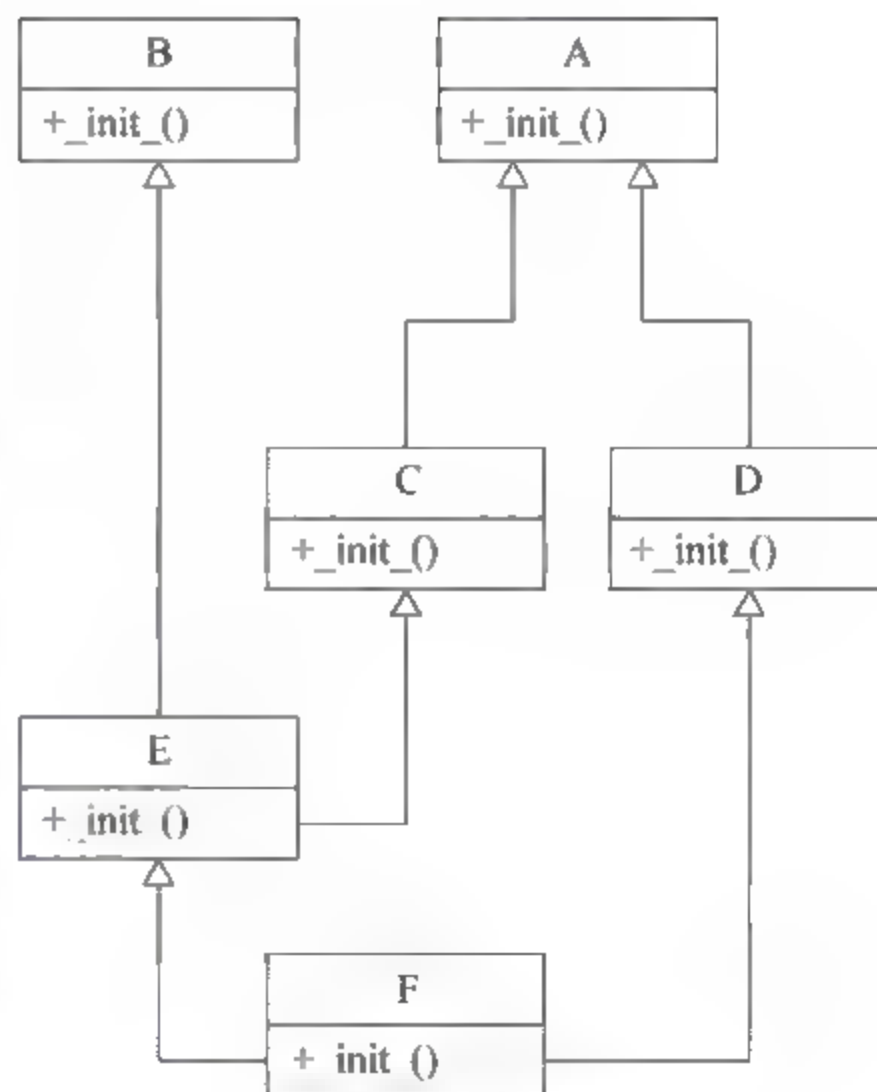 B
+_init_()
A
+_init_()
C
+_init_()
D
+_init_()
E
+_init_()
F
+ init ()